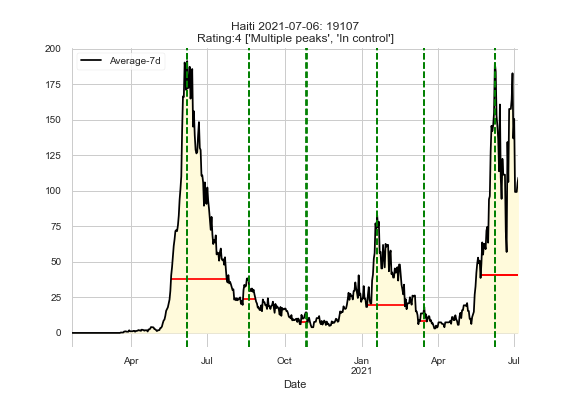 Haiti 2021-07-06: 19107
Rating:4 ['Multiple peaks', 'In control']
Average-7d
200
175
150
125
100
75
50
25
0
Apr
Jul
Oct
Jan
2021
Apr
Jul
Date